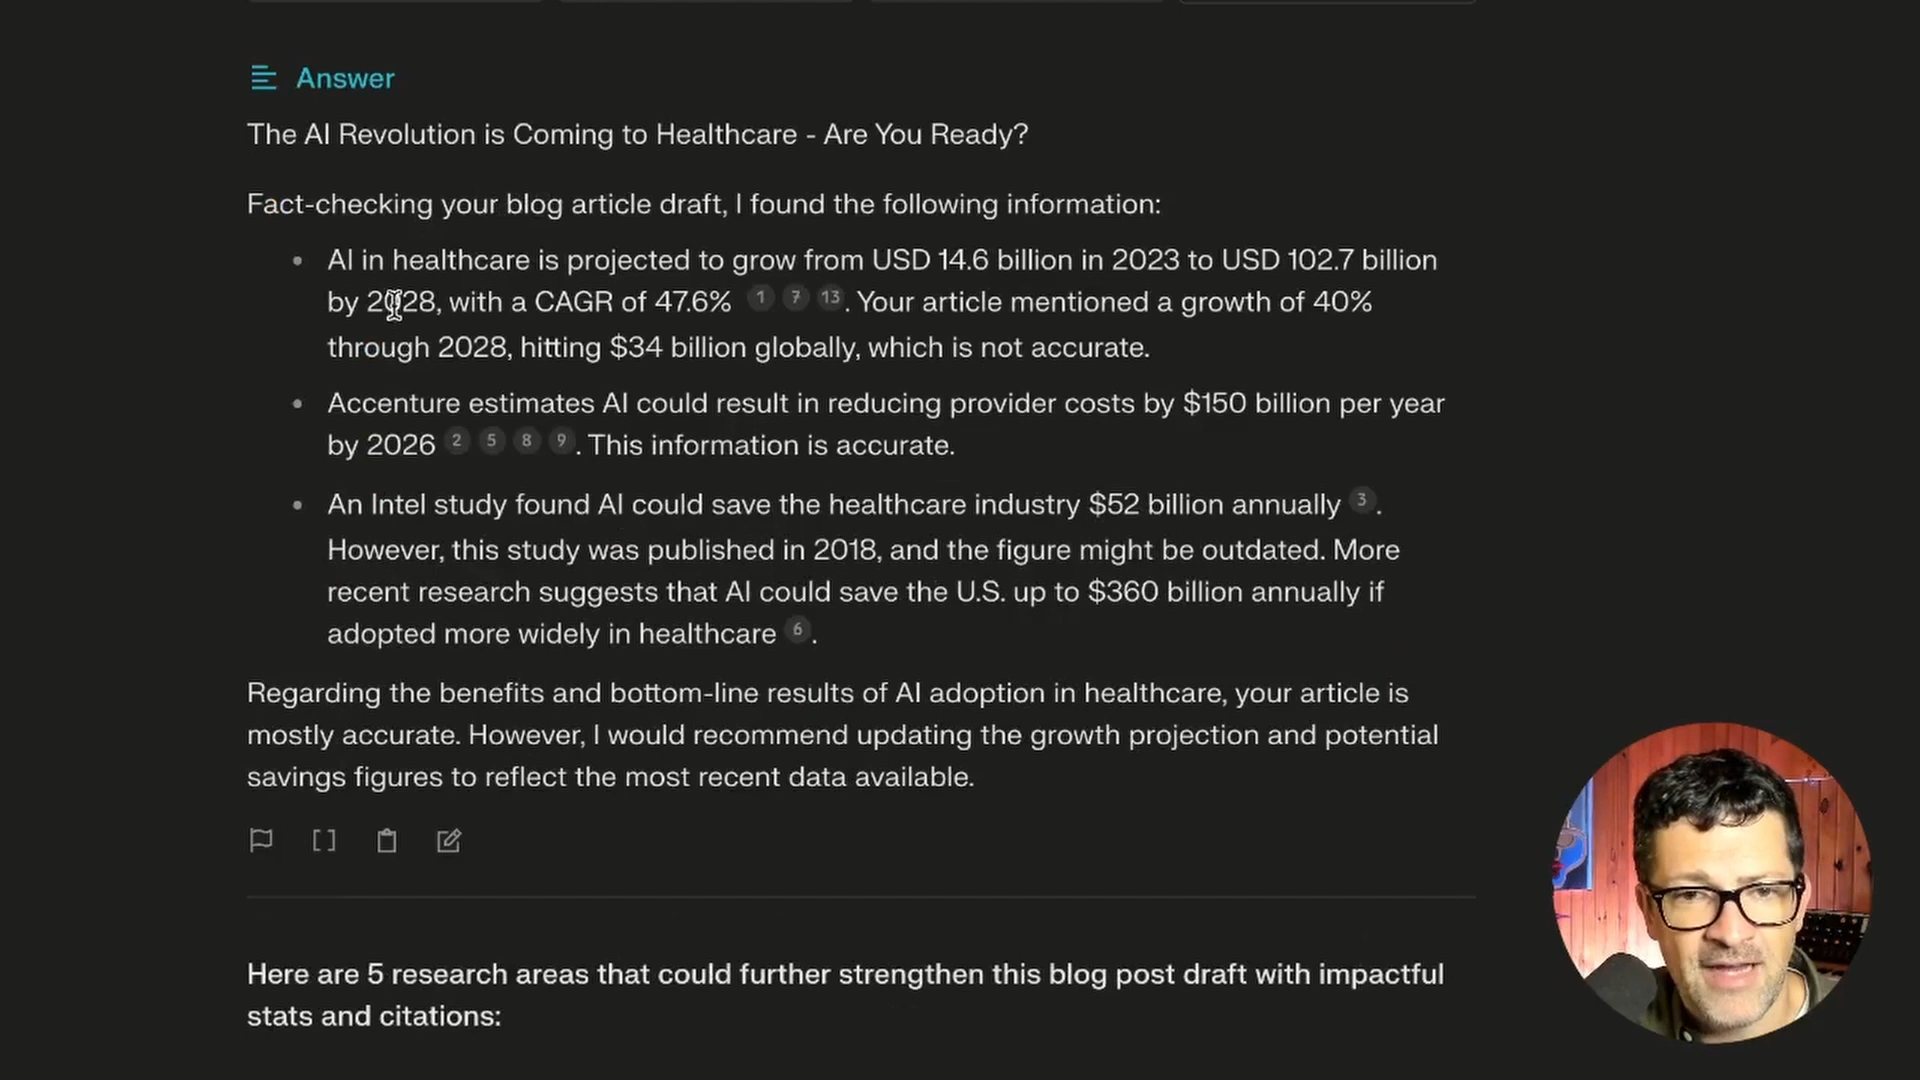 Answer
The AI Revolution is Coming to Healthcare - Are You Ready?
Fact-checking your blog article draft, I found the following information:
• AI in healthcare is projected to grow from USD 14.6 billion in 2023 to USD 102.7 billion
by 2028, with a CAGR of 47.6% 1 7 13. Your article mentioned a growth of 40%
through 2028, hitting $34 billion globally, which is not accurate.
• Accenture estimates AI could result in reducing provider costs by $150 billion per year
by 2026 2 5 8 9. This information is accurate.
• An Intel study found AI could save the healthcare industry $52 billion annually 3.
However, this study was published in 2018, and the figure might be outdated. More
recent research suggests that AI could save the U.S. up to $360 billion annually if
adopted more widely in healthcare 6.
Regarding the benefits and bottom-line results of AI adoption in healthcare, your article is
mostly accurate. However, I would recommend updating the growth projection and potential
savings figures to reflect the most recent data available.
Here are 5 research areas that could further strengthen this blog post draft with impactful
stats and citations: